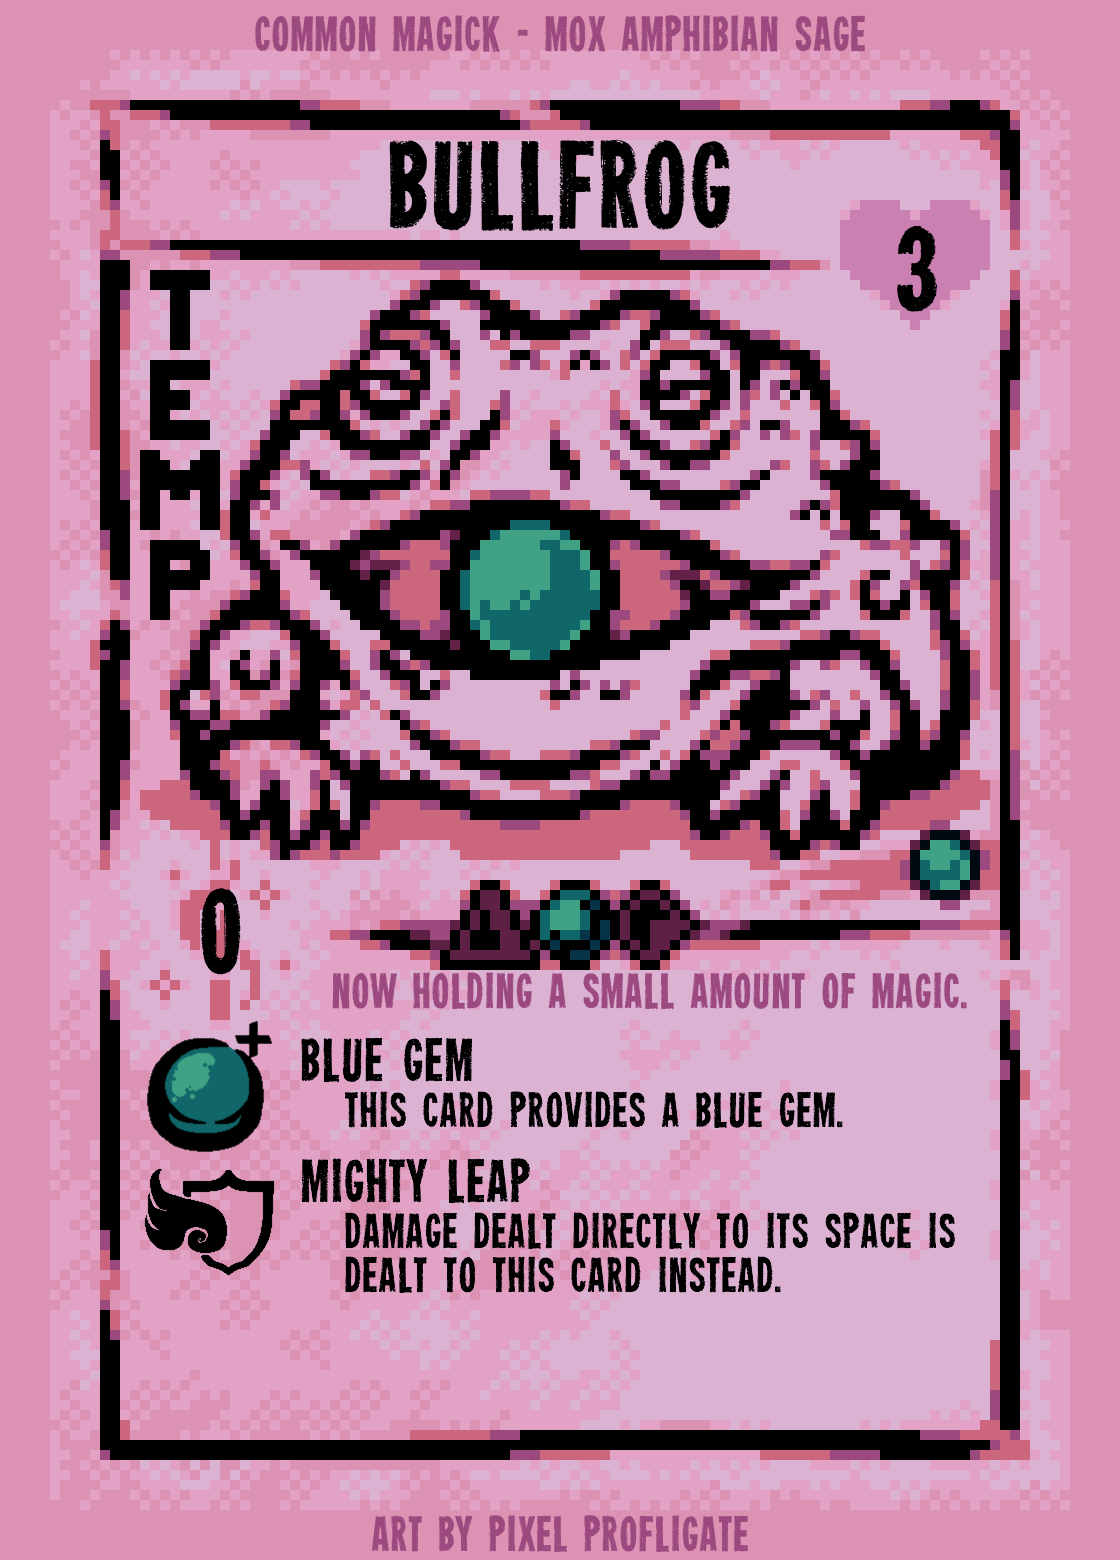 COMMON MAGICK - MOX AMPHIBIAN SAGE
BULLFROG
3
TEMP
0
NOW HOLDING A SMALL AMOUNT OF MAGIC.
BLUE GEM
THIS CARD PROVIDES A BLUE GEM.
MIGHTY LEAP
DAMAGE DEALT DIRECTLY TO ITS SPACE IS
DEALT TO THIS CARD INSTEAD.
ART BY PIXEL PROFLIGATE